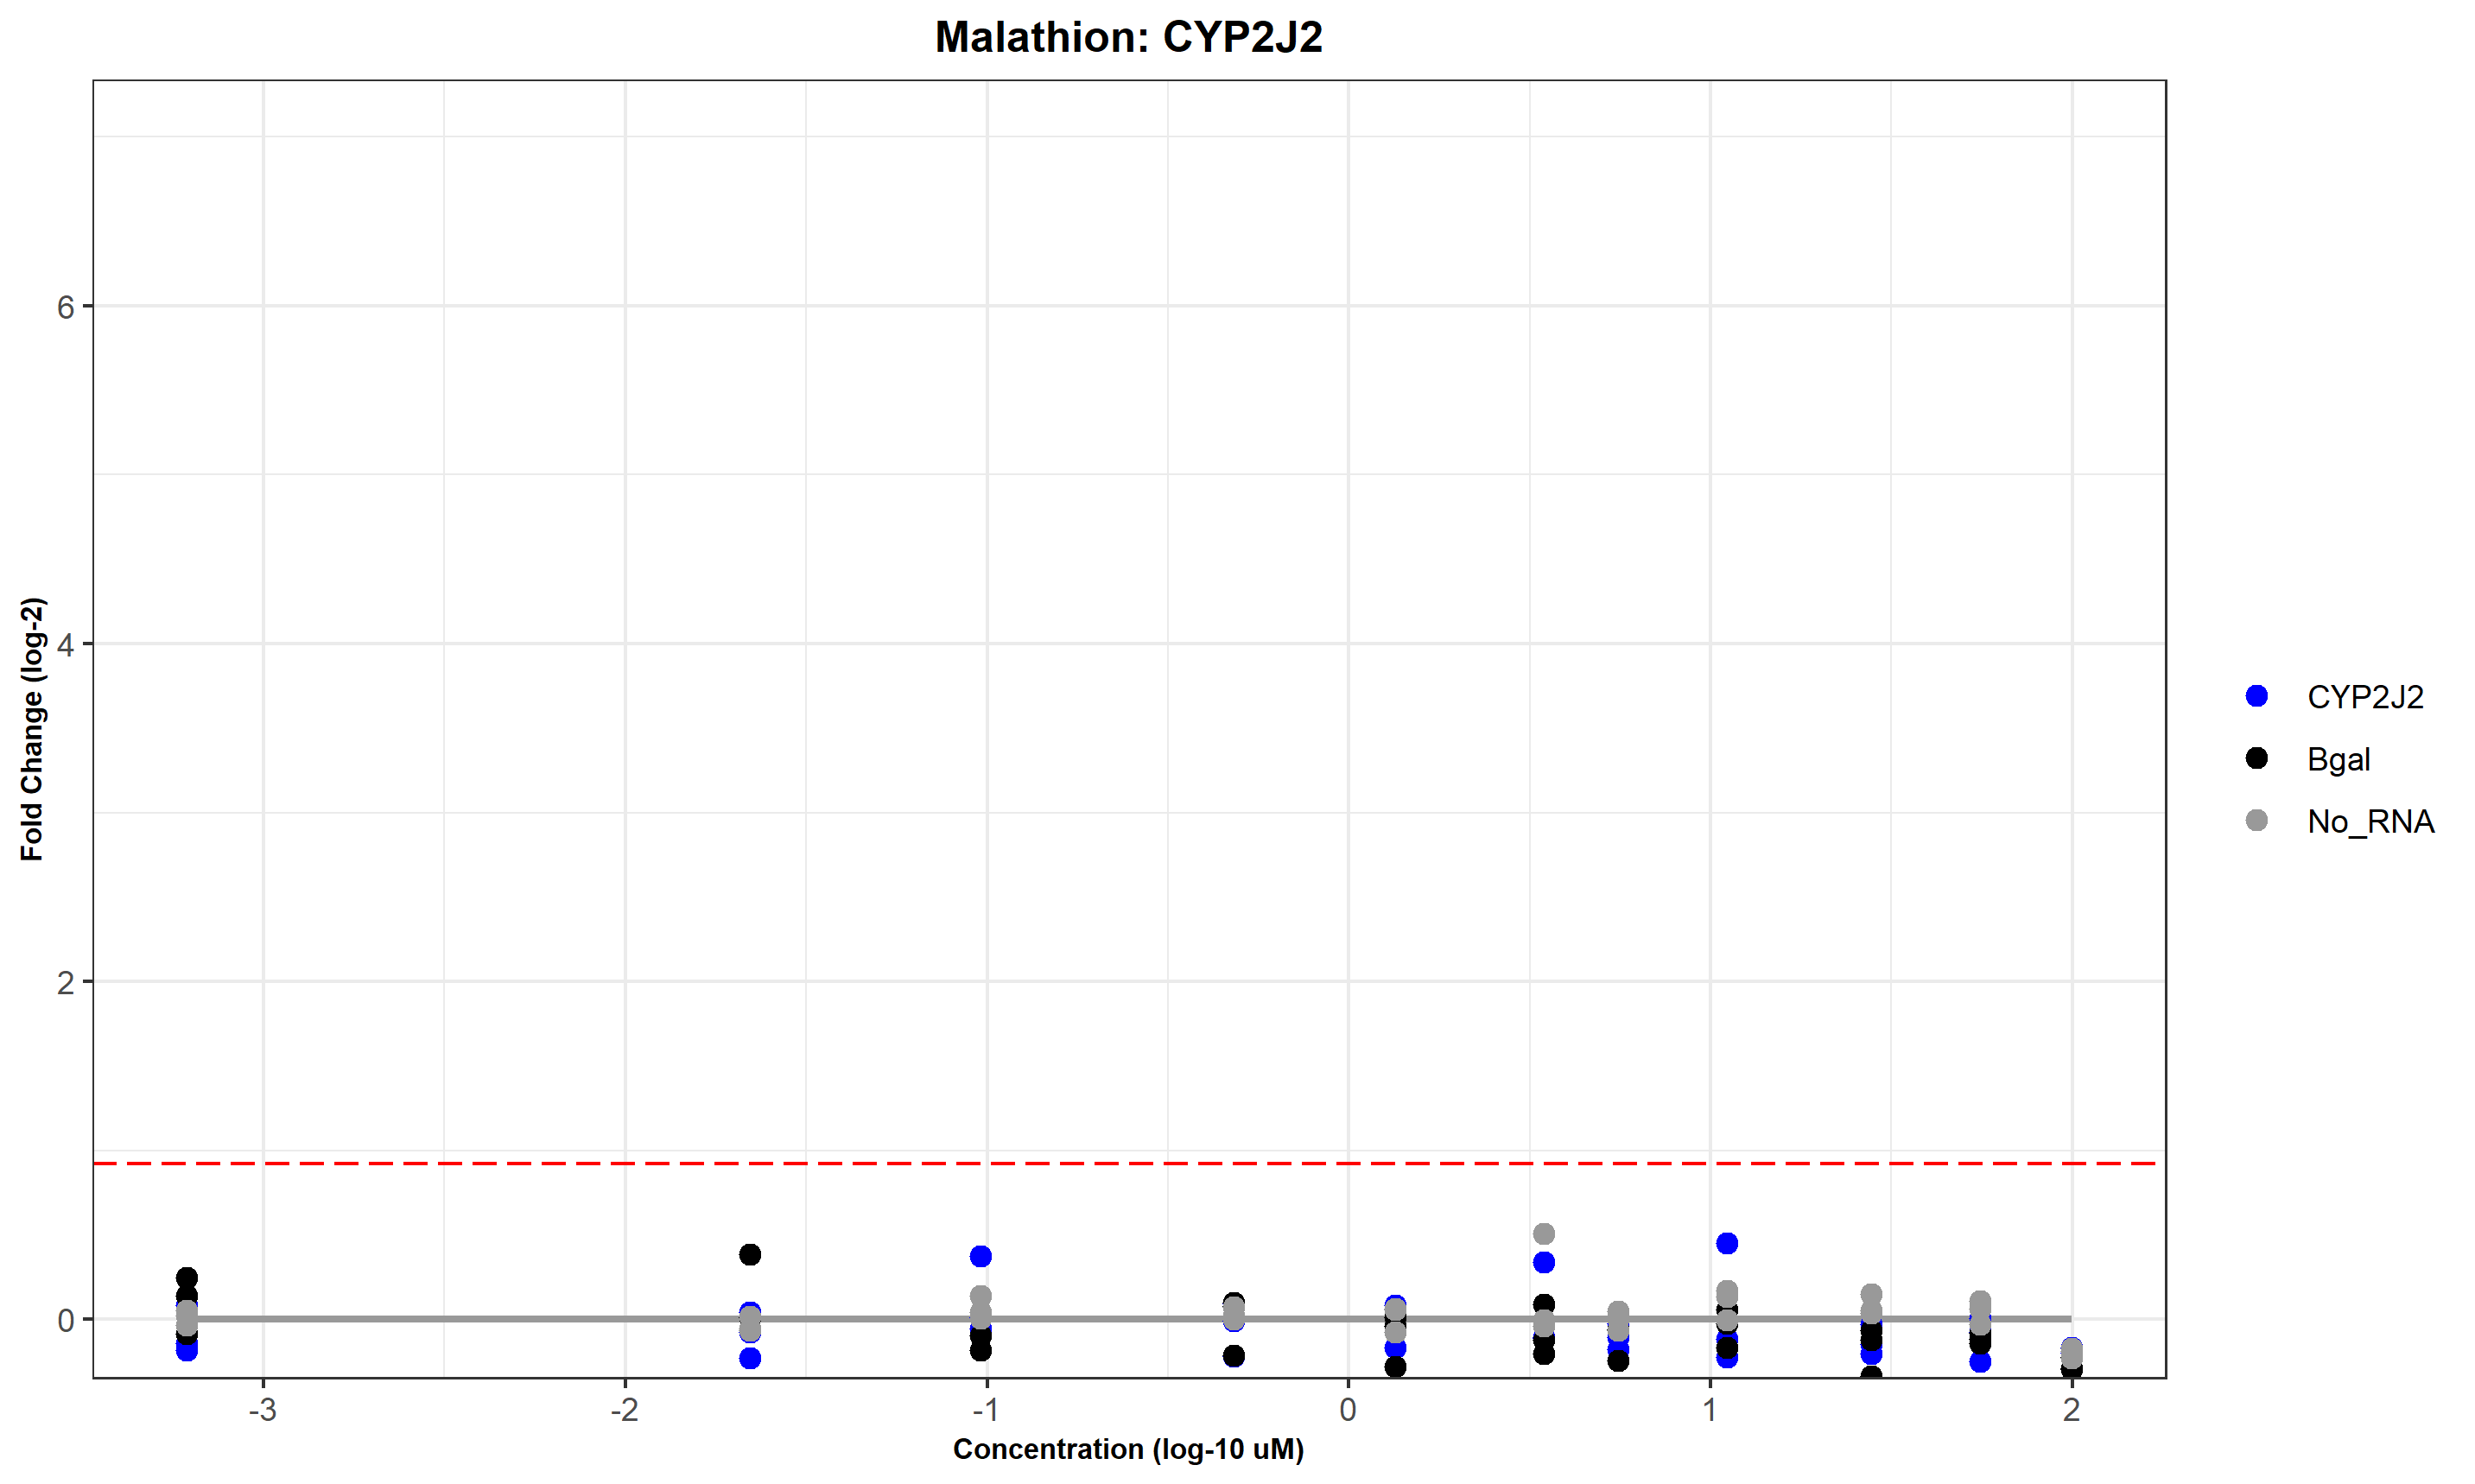 Malathion: CYP2J2
Fold Change (log-2)
6
4
2
0
-3
-2
-1
0
1
2
Concentration (log-10 uM)
CYP2J2
Bgal
No_RNA